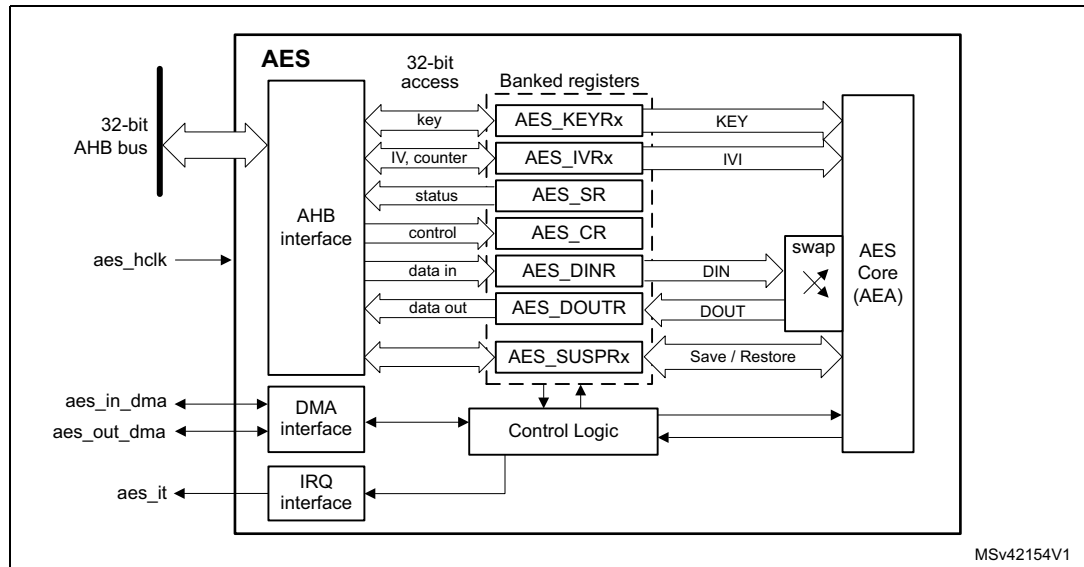 AES
32-bit
access
Banked registers
32-bit
AHB bus
AHB
interface
key
AES_KEYRx
KEY
IV, counter
AES_IVRx
IVI
status
AES_SR
control
AES_CR
swap
AES
Core
(AEA)
aes_hclk
data in
AES_DINR
DIN
data out
AES_DOUTR
DOUT
AES_SUSPRx
Save / Restore
aes_in_dma
aes_out_dma
DMA
interface
Control Logic
aes_it
IRQ
interface
MSv42154V1